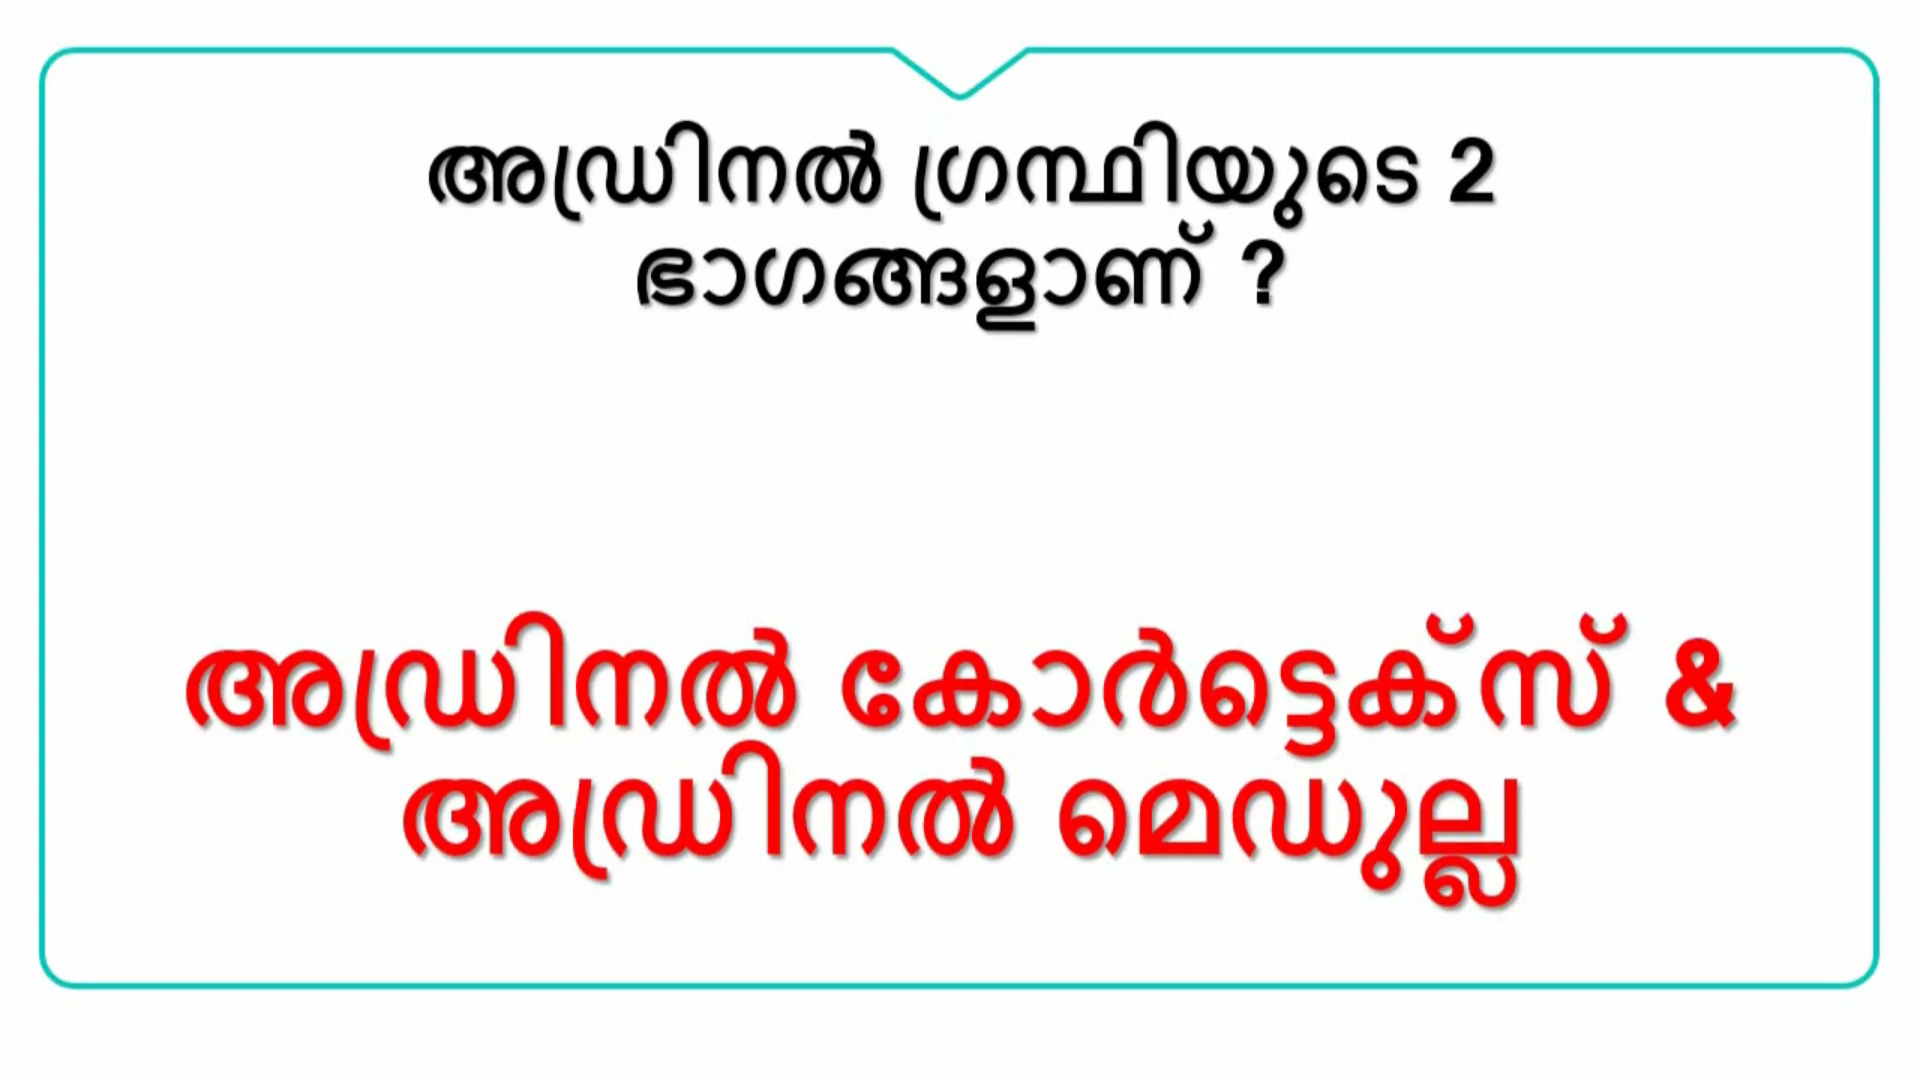 അഡ്രിനൽ ഗ്രന്ഥിയുടെ 2
ഭാഗങ്ങളാണ് ?
അഡ്രിനൽ കോർട്ടെക്സ് &
അഡ്രിനൽ മെഡുല്ല